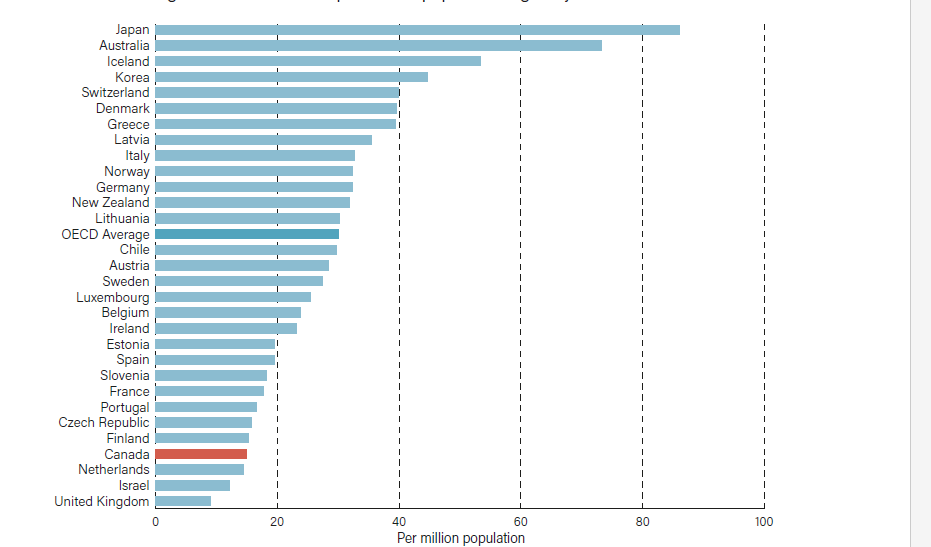 Japan
Australia
Iceland
Korea
Switzerland
Denmark
Greece
Latvia
Italy
Norway
Germany
New Zealand
Lithuania
OECD Average
Chile
Austria
Sweden
Luxembourg
Belgium
Ireland
Estonia
Spain
Slovenia
France
Portugal
Czech Republic
Finland
Canada
Netherlands
Israel
United Kingdom
0 20 40 60 80 100
Per million population